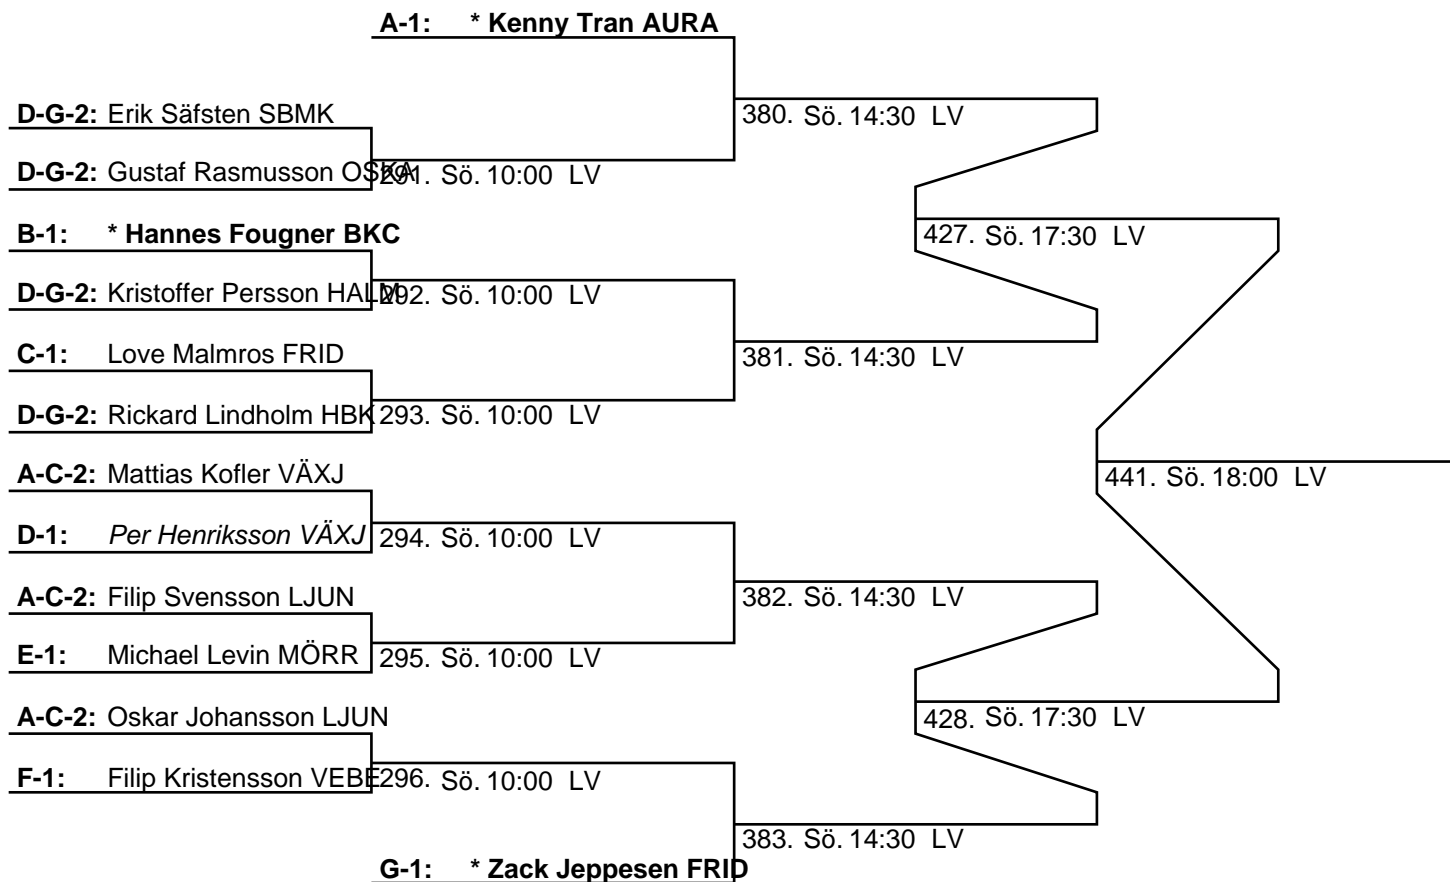 A-1: * Kenny Tran AURA
D-G-2: Erik Säfsten SBMK
380. Sö. 14:30 LV
D-G-2: Gustaf Rasmusson OSKA
291. Sö. 10:00 LV
B-1: * Hannes Fougner BKC
427. Sö. 17:30 LV
D-G-2: Kristoffer Persson HALM
292. Sö. 10:00 LV
C-1: Love Malmros FRID
381. Sö. 14:30 LV
D-G-2: Rickard Lindholm HBK
293. Sö. 10:00 LV
A-C-2: Mattias Kofler VÄXJ
441. Sö. 18:00 LV
D-1: Per Henriksson VÄXJ
294. Sö. 10:00 LV
A-C-2: Filip Svensson LJUN
382. Sö. 14:30 LV
E-1: Michael Levin MÖRR
295. Sö. 10:00 LV
A-C-2: Oskar Johansson LJUN
428. Sö. 17:30 LV
F-1: Filip Kristensson VEBE
296. Sö. 10:00 LV
383. Sö. 14:30 LV
G-1: * Zack Jeppesen FRID